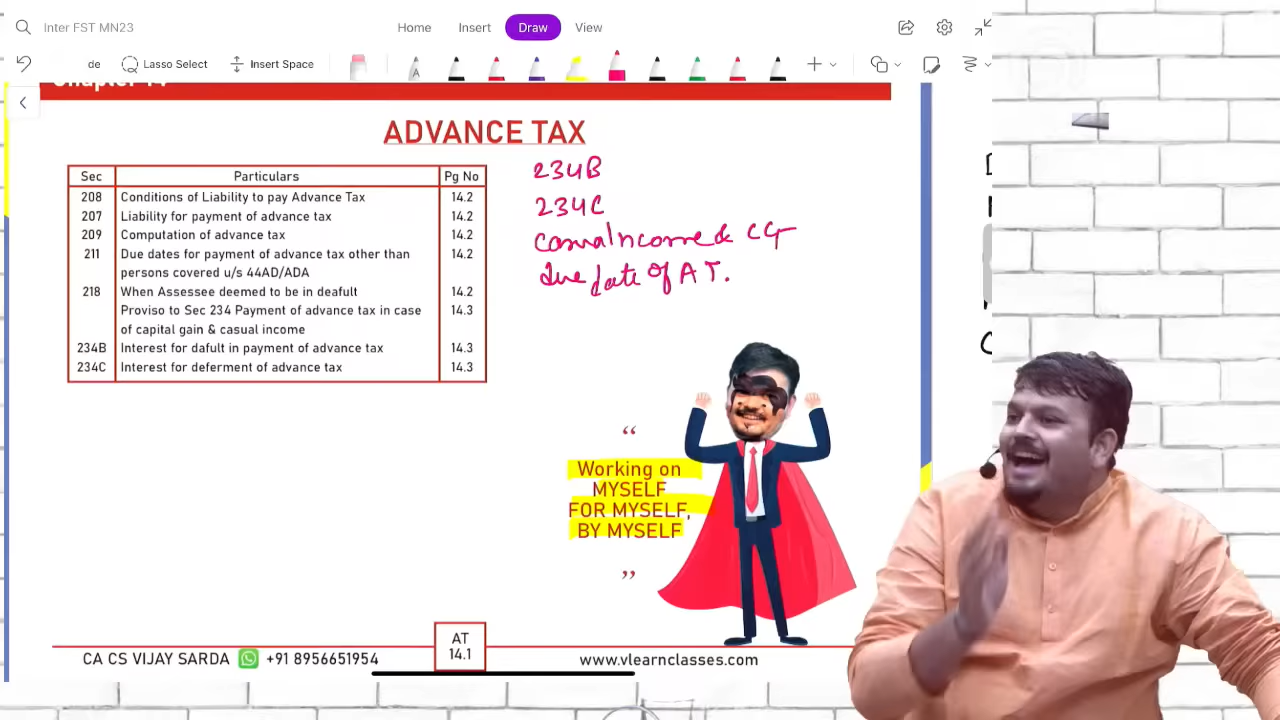 Inter FST MN23
Home Insert Draw View
de Lasso Select Insert Space
A
ADVANCE TAX
Sec Particulars Pg No
208 Conditions of Liability to pay Advance Tax 14.2
207 Liability for payment of advance tax 14.2
209 Computation of advance tax 14.2
211 Due dates for payment of advance tax other than 14.2
persons covered u/s 44AD/ADA
218 When Assessee deemed to be in deafult 14.2
Proviso to Sec 234 Payment of advance tax in case 14.3
of capital gain & casual income
234B Interest for dafult in payment of advance tax 14.3
234C Interest for deferment of advance tax 14.3
234B
234C
Casual Income & CG
Due date of A T.
“
Working on
MYSELF
FOR MYSELF,
BY MYSELF
”
CA CS VIJAY SARDA +91 8956651954
AT
14.1
www.vlearnclasses.com